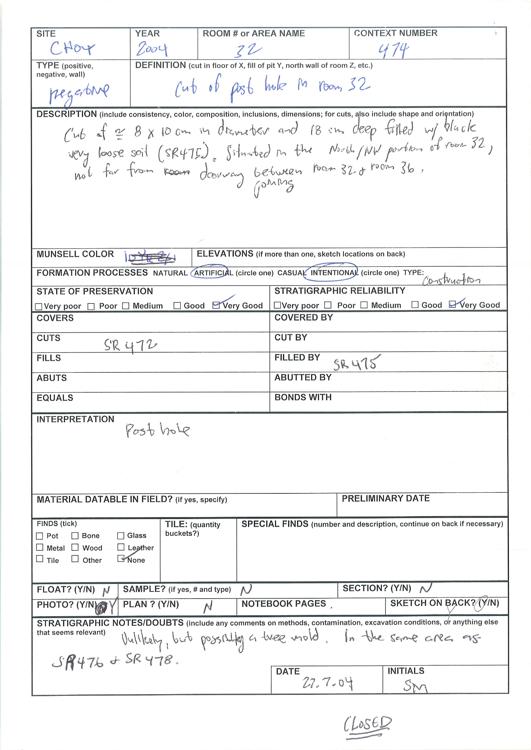 SITE YEAR ROOM # or AREA NAME CONTEXT NUMBER
CHOY 2004 32 474
TYPE (positive, negative, wall) DEFINITION (cut in floor of X, fill of pit Y, north wall of room Z, etc.)
negative Cut of post hole in room 32
DESCRIPTION (include consistency, color, composition, inclusions, dimensions; for cuts, also include shape and orientation)
Cut of ≅ 8 x 10 cm in diameter and 18 cm deep filled w/ black
very loose soil (SR475). Situated in the North/NW portion of room 32,
not far from doorway between room 32 & room 36.
joining
MUNSELL COLOR ELEVATIONS (if more than one, sketch locations on back)
FORMATION PROCESSES NATURAL ARTIFICIAL (circle one) CASUAL INTENTIONAL (circle one) TYPE: Construction
STATE OF PRESERVATION STRATIGRAPHIC RELIABILITY
Very poor Poor Medium Good Very Good Very poor Poor Medium Good Very Good
COVERS COVERED BY
CUTS SR 472 CUT BY
FILLS FILLED BY SR 475
ABUTS ABUTTED BY
EQUALS BONDS WITH
INTERPRETATION
Post hole
MATERIAL DATABLE IN FIELD? (if yes, specify) PRELIMINARY DATE
FINDS (tick) TILE: (quantity buckets?) SPECIAL FINDS (number and description, continue on back if necessary)
Pot Bone Glass
Metal Wood Leather
Tile Other None
FLOAT? (Y/N) N SAMPLE? (if yes, # and type) N SECTION? (Y/N) N
PHOTO? (Y/N) Y PLAN ? (Y/N) N NOTEBOOK PAGES SKETCH ON BACK? (Y/N)
STRATIGRAPHIC NOTES/DOUBTS (include any comments on methods, contamination, excavation conditions, or anything else
that seems relevant) Unlikely, but possibly a tree mold. In the same area as
SR476 & SR 478.
DATE INITIALS
27.7.04 SM
CLOSED